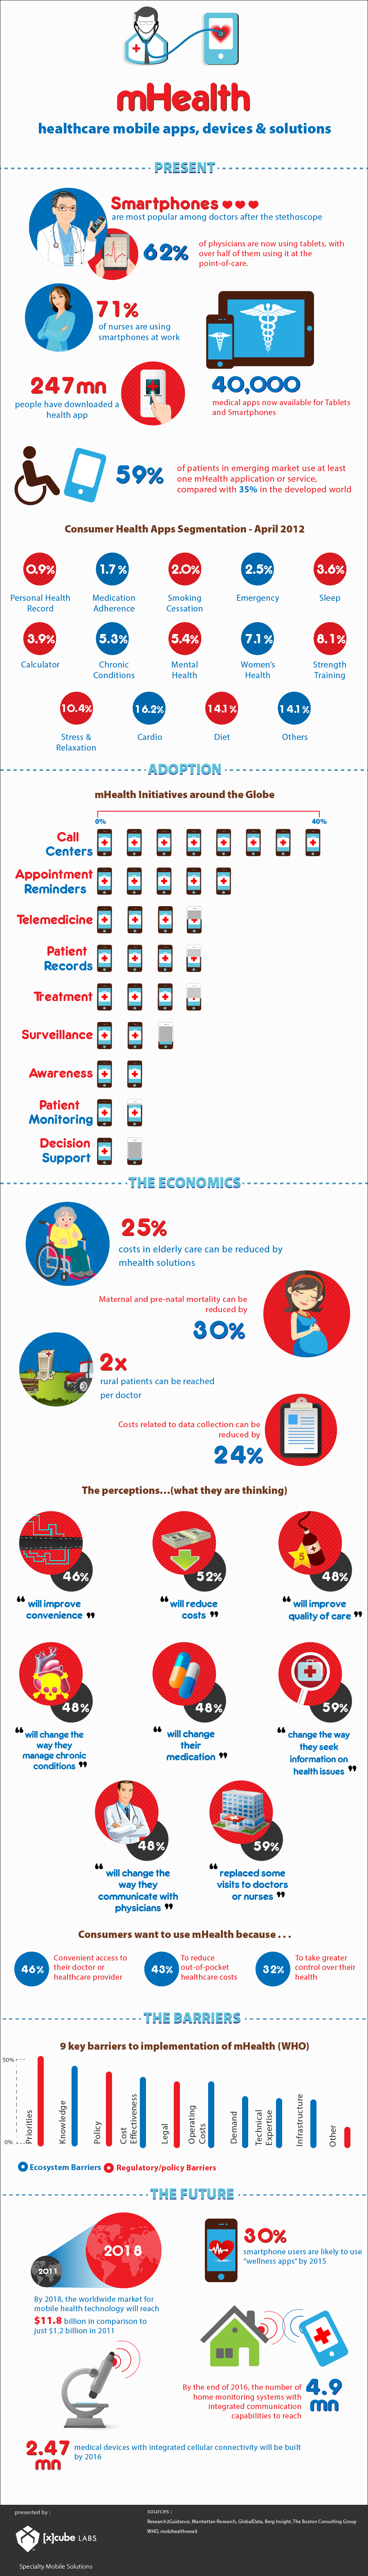 mHealth
healthcare mobile apps, devices & solutions
PRESENT
Smartphones
are most popular among doctors after the stethoscope
62%
of physicians are now using tablets, with
over half of them using it at the
point-of-care.
71%
of nurses are using
smartphones at work
247mn
people have downloaded a
health app
40,000
medical apps now available for Tablets
and Smartphones
59%
of patients in emerging market use at least
one mHealth application or service,
compared with 35% in the developed world
Consumer Health Apps Segmentation - April 2012
0.9%
1.7 %
2.0%
2.5%
3.6%
Personal Health
Record
Medication
Adherence
Smoking
Cessation
Emergency
Sleep
3.9%
5.3%
5.4%
7.1 %
8.1%
Calculator
Chronic
Conditions
Mental
Health
Women's
Health
Strength
Training
10.4%
16.2%
14.1%
14.1 %
Stress &
Relaxation
Cardio
Diet
Others
ADOPTION
mHealth Initiatives around the Globe
0%
40%
Call
Centers
Appointment
Reminders
Telemedicine
Patient
Records
Treatment
Surveillance
Awareness
Patient
Monitoring
Decision
Support
THE ECONOMICS
25%
costs in elderly care can be reduced by
mhealth solutions
Maternal and pre-natal mortality can be
reduced by
30%
2x
rural patients can be reached
per doctor
Costs related to data collection can be
reduced by
24%
The perceptions...(what they are thinking)
46%
52%
5
48%
“ will improve
convenience ”
“ will reduce
costs ”
“ will improve
quality of care ”
48%
48%
59%
“ will change the
way they
manage chronic
conditions ”
“ will change
their
medication ”
“ change the way
they seek
information on
health issues ”
48%
59%
“ will change the
way they
communicate with
physicians ”
“ replaced some
visits to doctors
or nurses ”
Consumers want to use mHealth because . . .
46%
Convenient access to
their doctor or
healthcare provider
43%
To reduce
out-of-pocket
healthcare costs
32%
To take greater
control over their
health
THE BARRIERS
9 key barriers to implementation of mHealth (WHO)
50%
0%
Priorities
Knowledge
Policy
Cost
Effectiveness
Legal
Operating
Costs
Demand
Technical
Expertise
Infrastructure
Other
Ecosystem Barriers
Regulatory/policy Barriers
THE FUTURE
2011
2018
By 2018, the worldwide market for
mobile health technology will reach
$11.8 billion in comparison to
just $1.2 billion in 2011
30%
smartphone users are likely to use
“wellness apps” by 2015
By the end of 2016, the number of
home monitoring systems with
integrated communication
capabilities to reach
4.9
mn
2.47
mn
medical devices with integrated cellular connectivity will be built
by 2016
presented by :
[x]cube LABS
Specialty Mobile Solutions
sources :
Research2Guidance, Manhattan Research, GlobalData, Berg Insight, The Boston Consulting Group
WHO, mobihealthnews